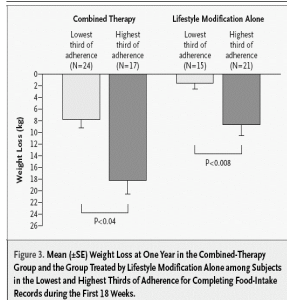 Combined Therapy Lifestyle Modification Alone
Lowest Highest Lowest Highest
third of third of third of third of
adherence adherence adherence adherence
(N=24) (N=17) (N=15) (N=21)
0
2
4
6
8
10
12
14
16
18
20
22
24
26
Weight Loss (kg)
P<0.008
P<0.04
Figure 3. Mean (±SE) Weight Loss at One Year in the Combined-Therapy
Group and the Group Treated by Lifestyle Modification Alone among Subjects
in the Lowest and Highest Thirds of Adherence for Completing Food-Intake
Records during the First 18 Weeks.